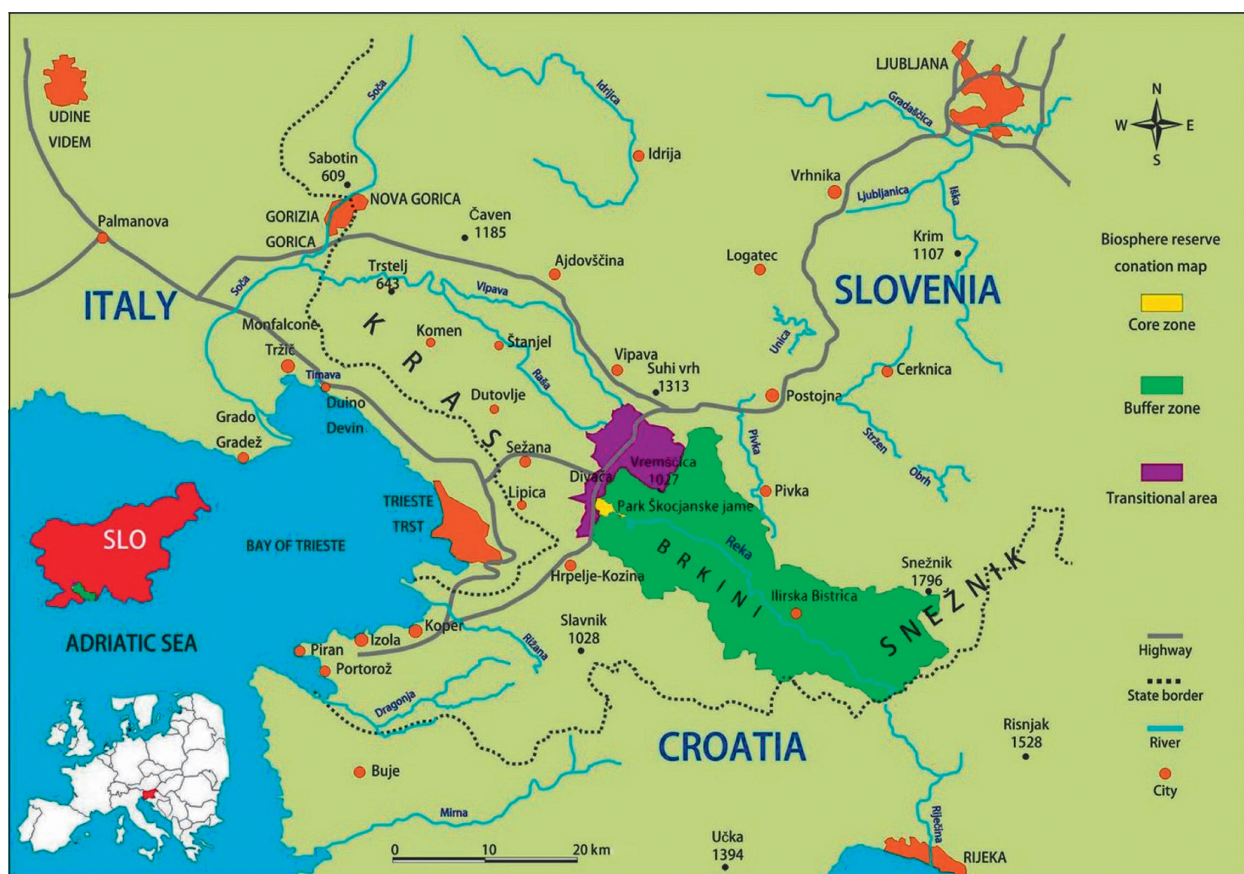 UDINE
VIDEM
Soča
Idrijca
LJUBLJANA
Gradaščica
N
W E
S
Sabotin
609
Idrija
Vrhnika
Ljubljanica
Iška
NOVA GORICA
GORIZIA
GORICA
Palmanova
Čaven
1185
Krim
1107
Biosphere reserve
conation map
Ajdovščina
Logatec
Soča
Trstelj
643
Vipava
ITALY
SLOVENIA
Core zone
Monfalcone
Tržič
Komen
Štanjel
KRAS
Unica
Vipava
Suhi vrh
1313
Timava
Raša
Cerknica
Duino
Devin
Dutovlje
Postojna
Buffer zone
Grado
Gradež
Pivka
Stržen
Sežana
Vremščica
1027
Divača
Obrh
Transitional area
Lipica
Pivka
TRIESTE
TRST
Park Škocjanske jame
SLO
BAY OF TRIESTE
Reka
BRKINI
Hrpelje-Kozina
Snežnik
1796
SNEŽNIK
Ilirska Bistrica
Slavnik
1028
ADRIATIC SEA
Koper
Izola
Piran
Portorož
Rižana
Dragonja
Highway
State border
River
City
CROATIA
Risnjak
1528
Buje
Mirna
Riječina
Učka
1394
RIJEKA
0 10 20 km